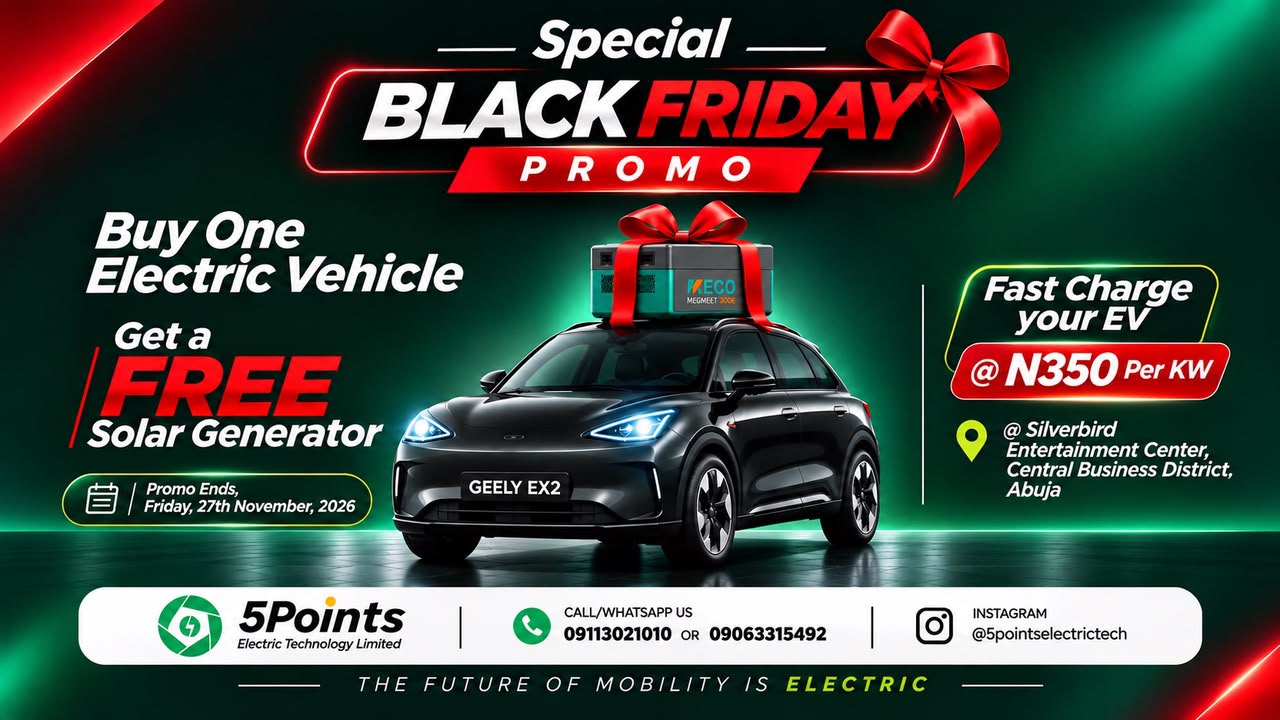 Special
BLACK FRIDAY
PROMO
Buy One
Electric Vehicle
Get a
FREE
Solar Generator
Promo Ends,
Friday, 27th November, 2026
MECO
MEGMEET 300E
GEELY EX2
Fast Charge
your EV
@ N350 Per KW
@ Silverbird
Entertainment Center,
Central Business District,
Abuja
5Points
Electric Technology Limited
CALL/WHATSAPP US
09113021010 OR 09063315492
INSTAGRAM
@5pointselectrictech
THE FUTURE OF MOBILITY IS ELECTRIC